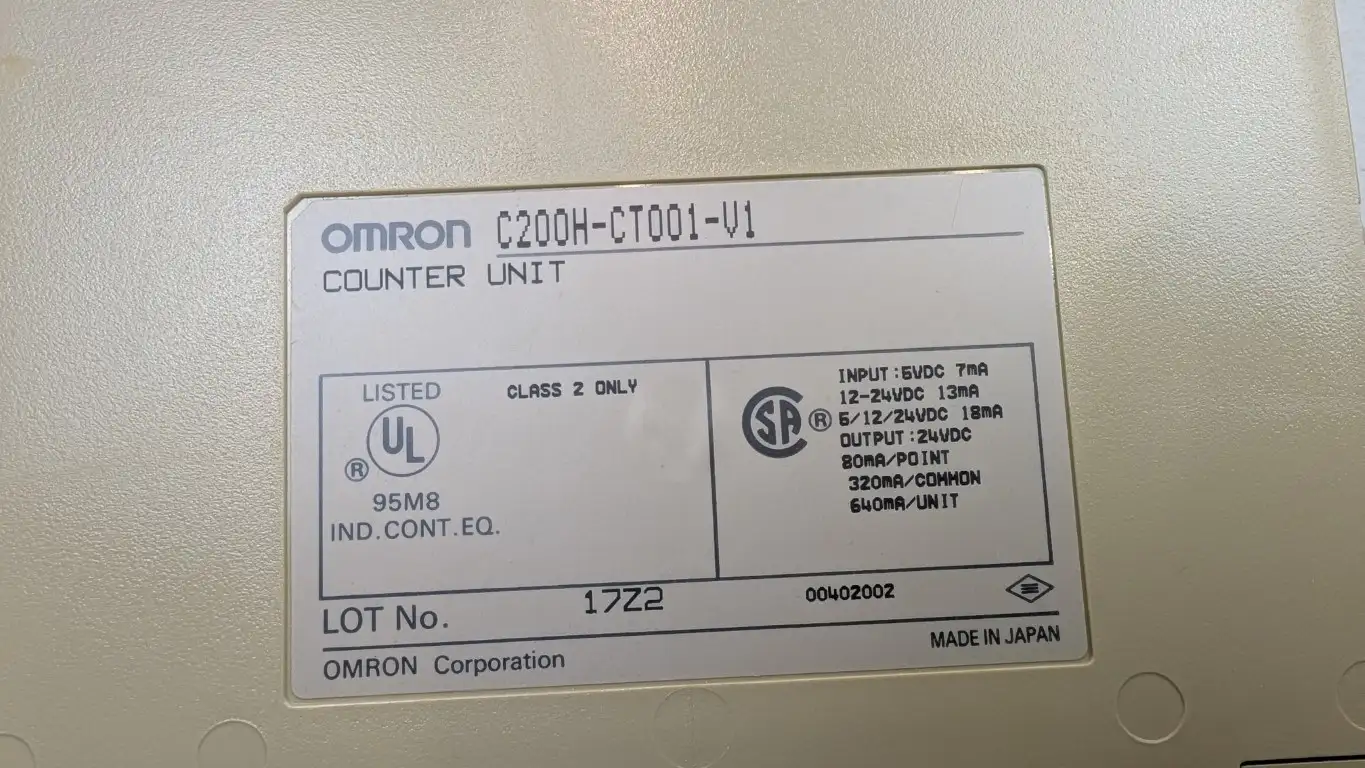 OMRON C200H-CT001-V1
COUNTER UNIT
LISTED
CLASS 2 ONLY
UL
®
95M8
IND.CONT.EQ.
SA ®
INPUT:5VDC 7mA
12-24VDC 13mA
5/12/24VDC 18mA
OUTPUT:24VDC
80mA/POINT
320mA/COMMON
640mA/UNIT
LOT No. 17Z2 00402002
OMRON Corporation
MADE IN JAPAN